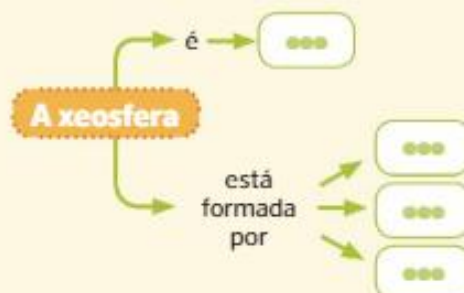 é
•••
A xeosfera
está
formada
por
•••
•••
•••